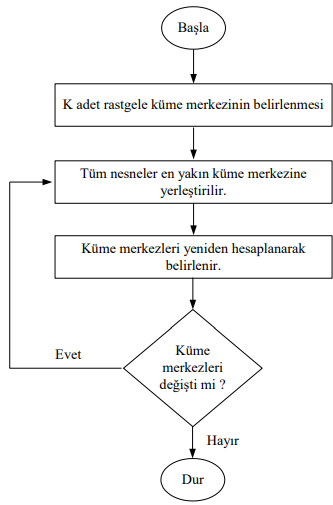 Başla
K adet rastgele küme merkezinin belirlenmesi
Tüm nesneler en yakın küme merkezine
yerleştirilir.
Küme merkezleri yeniden hesaplanarak
belirlenir.
Küme
merkezleri
değişti mi ?
Evet
Hayır
Dur